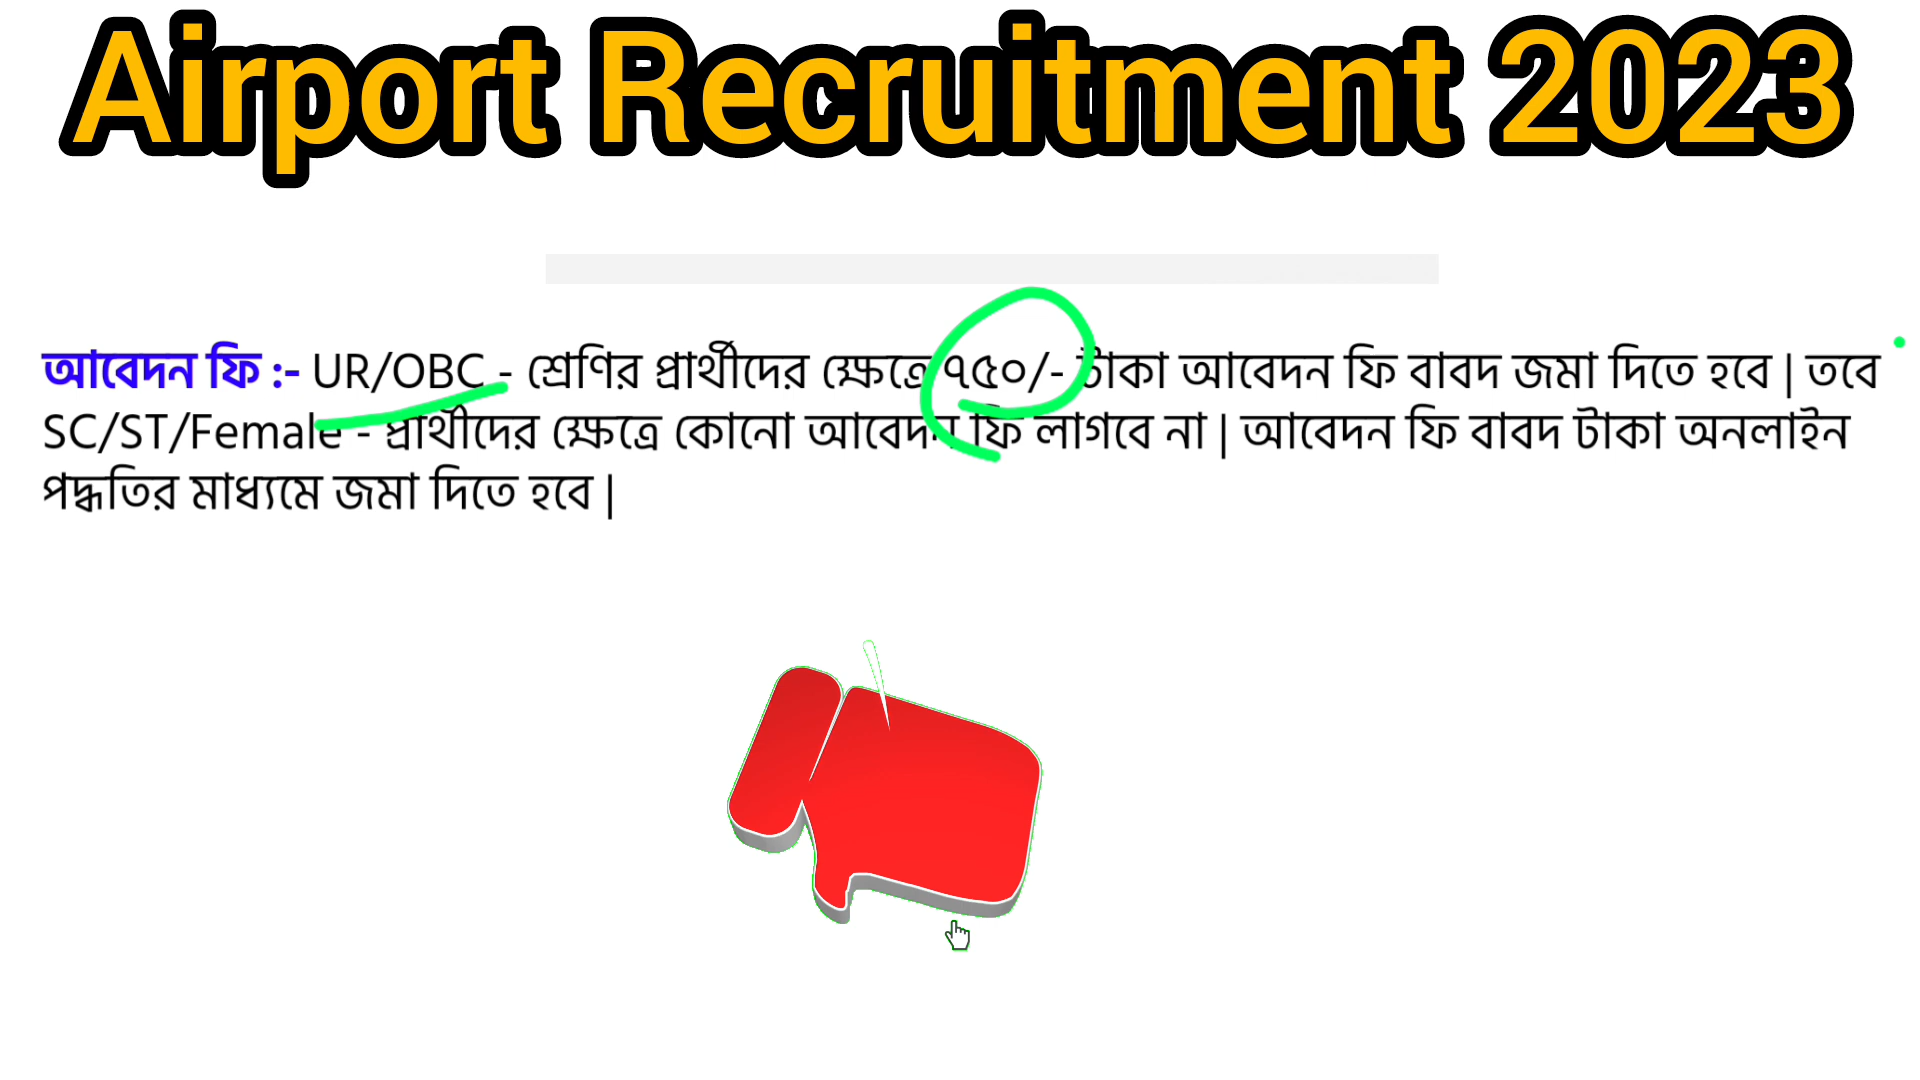 Airport Recruitment 2023
আবেদন ফি :- UR/OBC - শ্রেণির প্রার্থীদের ক্ষেত্রে ৭৫০/- টাকা আবেদন ফি বাবদ জমা দিতে হবে | তবে
SC/ST/Female - প্রার্থীদের ক্ষেত্রে কোনো আবেদন ফি লাগবে না | আবেদন ফি বাবদ টাকা অনলাইন
পদ্ধতির মাধ্যমে জমা দিতে হবে |